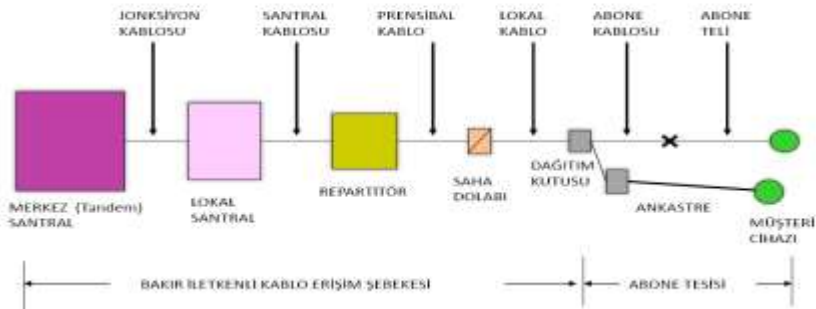 JONKSİYON
KABLOSU
SANTRAL
KABLOSU
PRENSİBAL
KABLO
LOKAL
KABLO
ABONE
KABLOSU
ABONE
TELİ
MERKEZ (Tandem)
SANTRAL
LOKAL
SANTRAL
REPARTİTÖR
SAHA
DOLABI
DAĞITIM
KUTUSU
ANKASTRE
MÜŞTERİ
CİHAZI
BAKIR İLETKENLİ KABLO ERİŞİM ŞEBEKESİ
ABONE TESİSİ